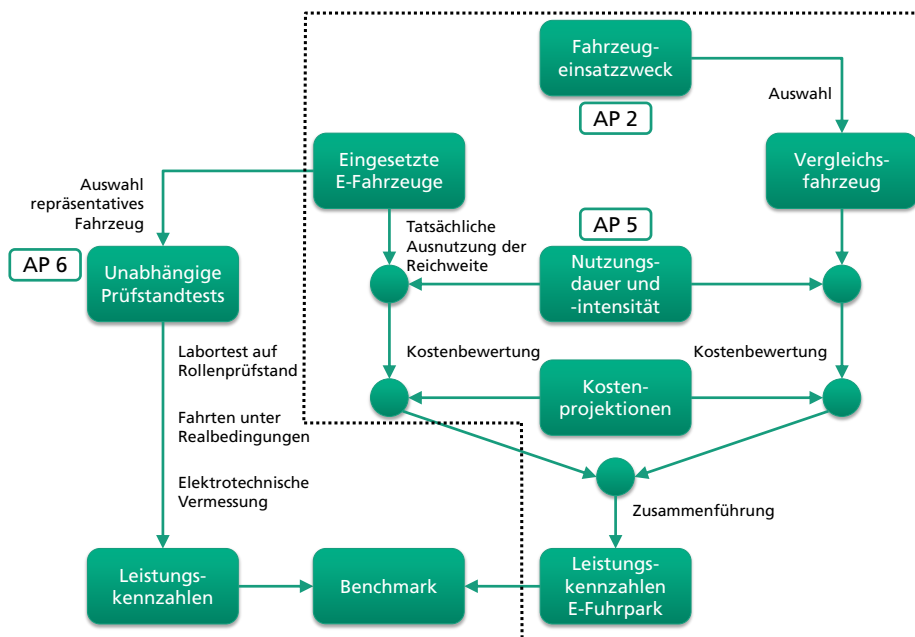 Fahrzeug-
einsatzzweck
AP 2
Auswahl
Eingesetzte
E-Fahrzeuge
Vergleichs-
fahrzeug
Auswahl
repräsentatives
Fahrzeug
Tatsächliche
Ausnutzung der
Reichweite
AP 5
AP 6
Unabhängige
Prüfstandtests
Nutzungs-
dauer und
-intensität
Labortest auf
Rollenprüfstand
Kostenbewertung
Kostenbewertung
Kosten-
projektionen
Fahrten unter
Realbedingungen
Elektrotechnische
Vermessung
Zusammenführung
Leistungs-
kennzahlen
Benchmark
Leistungs-
kennzahlen
E-Fuhrpark